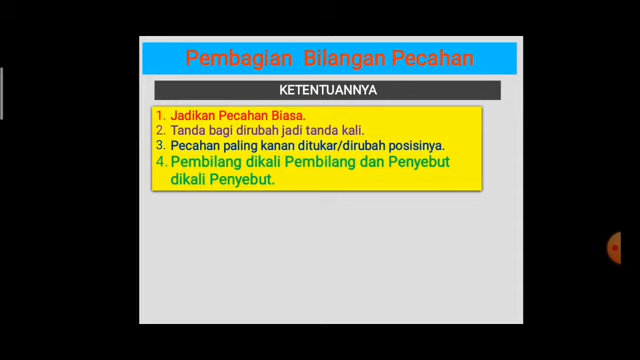 Pembagian Bilangan Pecahan
KETENTUANNYA
1. Jadikan Pecahan Biasa.
2. Tanda bagi dirubah jadi tanda kali.
3. Pecahan paling kanan ditukar/dirubah posisinya.
4. Pembilang dikali Pembilang dan Penyebut
dikali Penyebut.